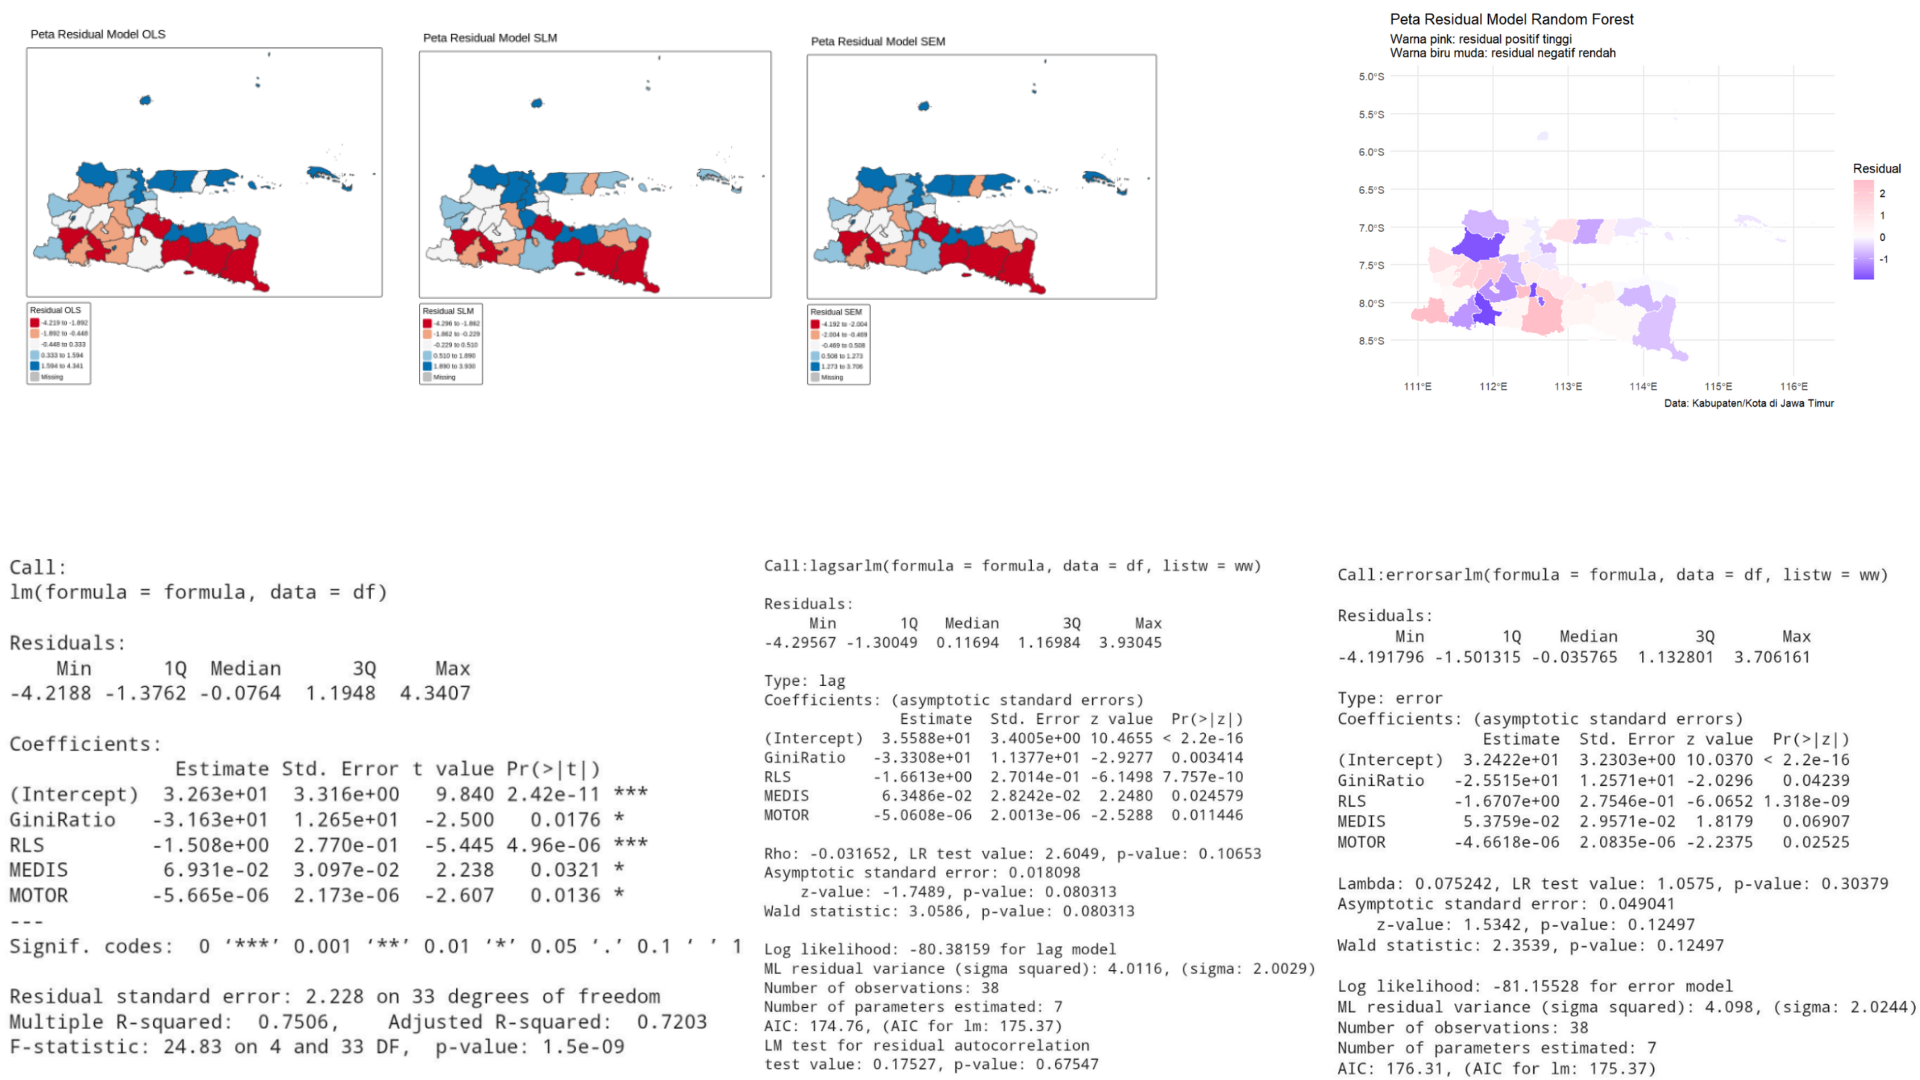 Peta Residual Model OLS
Residual OLS
-4.219 to -1.892
-1.892 to -0.448
-0.448 to 0.333
0.333 to 1.594
1.594 to 4.341
Missing
Peta Residual Model SLM
Residual SLM
-4.296 to -1.862
-1.862 to -0.229
-0.229 to 0.510
0.510 to 1.890
1.890 to 3.930
Missing
Peta Residual Model SEM
Residual SEM
-4.192 to -2.004
-2.004 to -0.469
-0.469 to 0.508
0.508 to 1.273
1.273 to 3.706
Missing
Peta Residual Model Random Forest
Warna pink: residual positif tinggi
Warna biru muda: residual negatif rendah
5.0°S
5.5°S
6.0°S
6.5°S
7.0°S
7.5°S
8.0°S
8.5°S
111°E 112°E 113°E 114°E 115°E 116°E
Residual
2
1
0
-1
Data: Kabupaten/Kota di Jawa Timur
Call:
lm(formula = formula, data = df)
Residuals:
Min 1Q Median 3Q Max
-4.2188 -1.3762 -0.0764 1.1948 4.3407
Coefficients:
Estimate Std. Error t value Pr(>|t|)
(Intercept) 3.263e+01 3.316e+00 9.840 2.42e-11 ***
GiniRatio -3.163e+01 1.265e+01 -2.500 0.0176 *
RLS -1.508e+00 2.770e-01 -5.445 4.96e-06 ***
MEDIS 6.931e-02 3.097e-02 2.238 0.0321 *
MOTOR -5.665e-06 2.173e-06 -2.607 0.0136 *
---
Signif. codes: 0 ‘***’ 0.001 ‘**’ 0.01 ‘*’ 0.05 ‘.’ 0.1 ‘ ’ 1
Residual standard error: 2.228 on 33 degrees of freedom
Multiple R-squared: 0.7506, Adjusted R-squared: 0.7203
F-statistic: 24.83 on 4 and 33 DF, p-value: 1.5e-09
Call:lagsarlm(formula = formula, data = df, listw = ww)
Residuals:
Min 1Q Median 3Q Max
-4.29567 -1.30049 0.11694 1.16984 3.93045
Type: lag
Coefficients: (asymptotic standard errors)
Estimate Std. Error z value Pr(>|z|)
(Intercept) 3.5588e+01 3.4005e+00 10.4655 < 2.2e-16
GiniRatio -3.3308e+01 1.1377e+01 -2.9277 0.003414
RLS -1.6613e+00 2.7014e-01 -6.1498 7.757e-10
MEDIS 6.3486e-02 2.8242e-02 2.2480 0.024579
MOTOR -5.0608e-06 2.0013e-06 -2.5288 0.011446
Rho: -0.031652, LR test value: 2.6049, p-value: 0.10653
Asymptotic standard error: 0.018098
z-value: -1.7489, p-value: 0.080313
Wald statistic: 3.0586, p-value: 0.080313
Log likelihood: -80.38159 for lag model
ML residual variance (sigma squared): 4.0116, (sigma: 2.0029)
Number of observations: 38
Number of parameters estimated: 7
AIC: 174.76, (AIC for lm: 175.37)
LM test for residual autocorrelation
test value: 0.17527, p-value: 0.67547
Call:errorsarlm(formula = formula, data = df, listw = ww)
Residuals:
Min 1Q Median 3Q Max
-4.191796 -1.501315 -0.035765 1.132801 3.706161
Type: error
Coefficients: (asymptotic standard errors)
Estimate Std. Error z value Pr(>|z|)
(Intercept) 3.2422e+01 3.2303e+00 10.0370 < 2.2e-16
GiniRatio -2.5515e+01 1.2571e+01 -2.0296 0.04239
RLS -1.6707e+00 2.7546e-01 -6.0652 1.318e-09
MEDIS 5.3759e-02 2.9571e-02 1.8179 0.06907
MOTOR -4.6618e-06 2.0835e-06 -2.2375 0.02525
Lambda: 0.075242, LR test value: 1.0575, p-value: 0.30379
Asymptotic standard error: 0.049041
z-value: 1.5342, p-value: 0.12497
Wald statistic: 2.3539, p-value: 0.12497
Log likelihood: -81.15528 for error model
ML residual variance (sigma squared): 4.098, (sigma: 2.0244)
Number of observations: 38
Number of parameters estimated: 7
AIC: 176.31, (AIC for lm: 175.37)